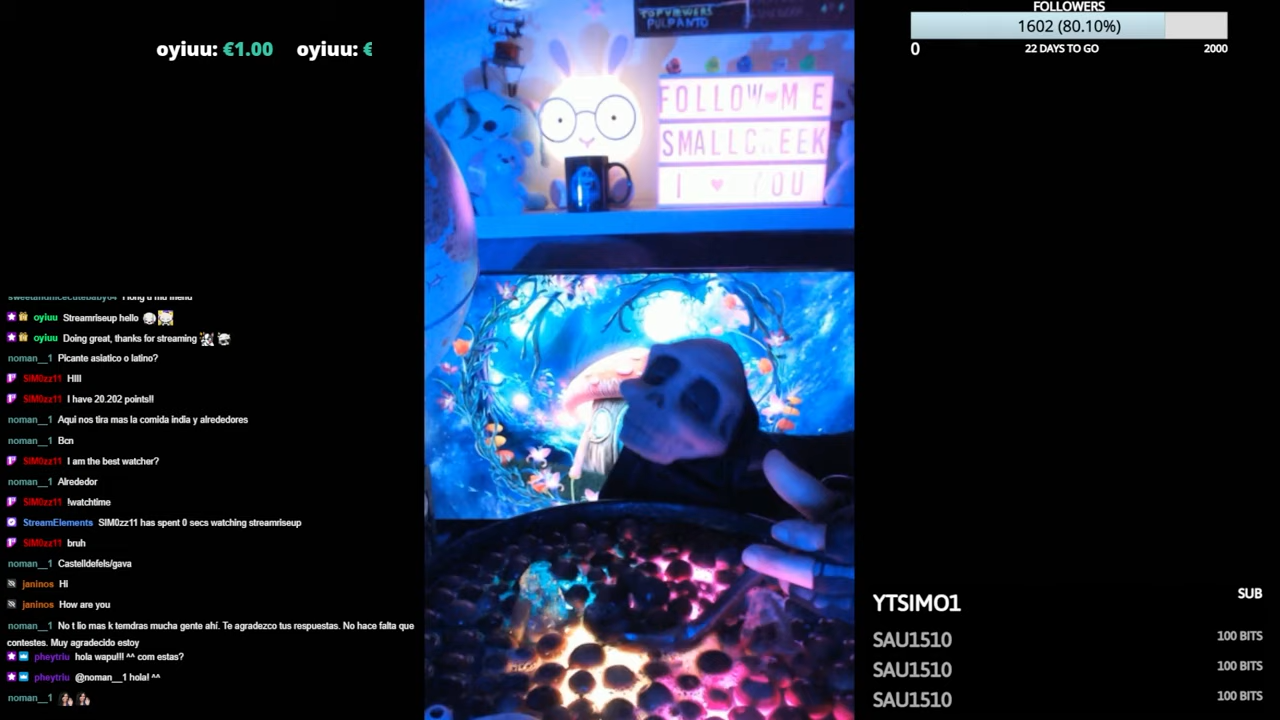 oyiuu: €1.00 oyiuu: €
FOLLOWERS
1602 (80.10%)
0 22 DAYS TO GO 2000
TOPVIEWERS
PULPANTO
FOLLOW♥ME
SMALLCREEK
I ♥ YOU
oyiuu Streamriseup hello
oyiuu Doing great, thanks for streaming
noman__1 Picante asiatico o latino?
SIM0zz11 HIII
SIM0zz11 I have 20.202 points!!
noman__1 Aqui nos tira mas la comida india y alrededores
noman__1 Bcn
SIM0zz11 I am the best watcher?
noman__1 Alrededor
SIM0zz11 !watchtime
StreamElements SIM0zz11 has spent 0 secs watching streamriseup
SIM0zz11 bruh
noman__1 Castelldefels/gava
janinos Hi
janinos How are you
noman__1 No t lio mas k temdras mucha gente ahí. Te agradezco tus respuestas. No hace falta que
contestes. Muy agradecido estoy
pheytriu hola wapu!!! ^^ com estas?
pheytriu @noman__1 hola! ^^
noman__1
YTSIMO1 SUB
SAU1510 100 BITS
SAU1510 100 BITS
SAU1510 100 BITS